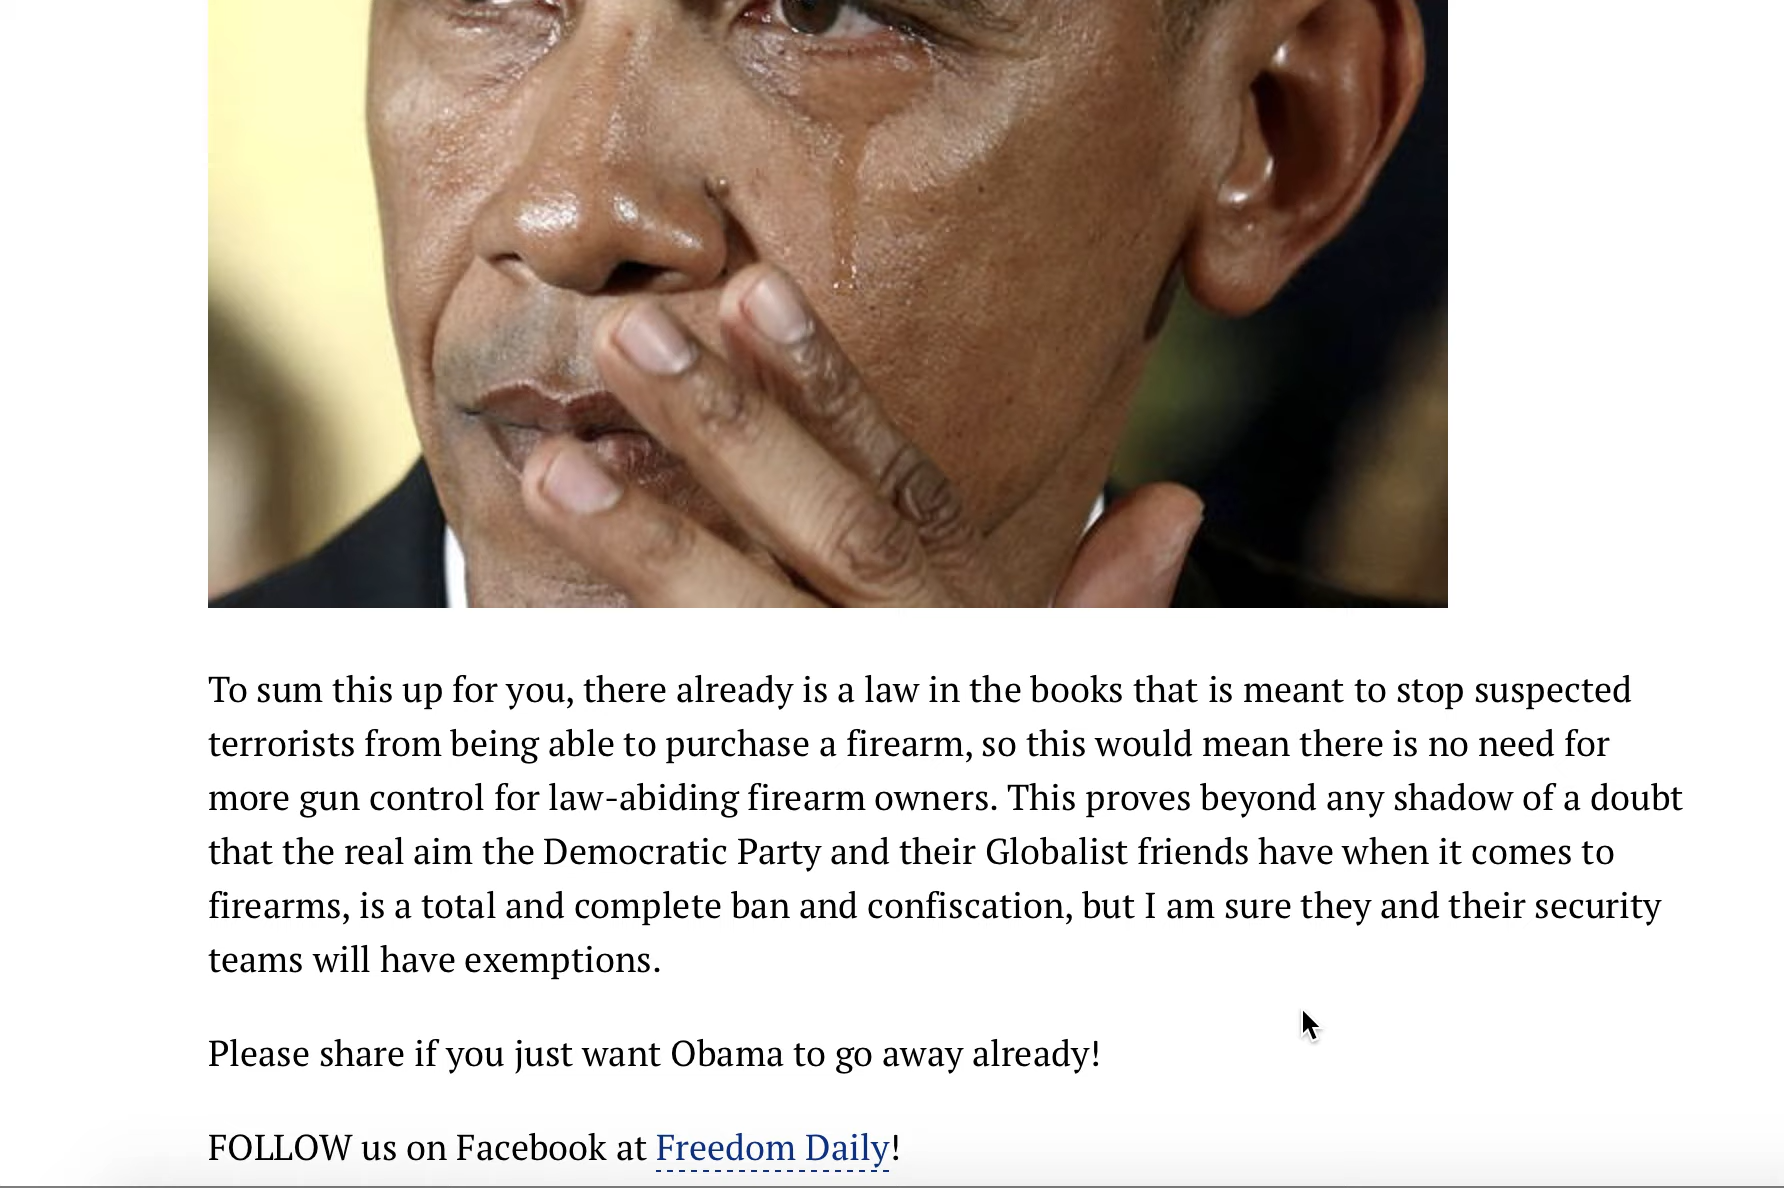 To sum this up for you, there already is a law in the books that is meant to stop suspected
terrorists from being able to purchase a firearm, so this would mean there is no need for
more gun control for law-abiding firearm owners. This proves beyond any shadow of a doubt
that the real aim the Democratic Party and their Globalist friends have when it comes to
firearms, is a total and complete ban and confiscation, but I am sure they and their security
teams will have exemptions.
Please share if you just want Obama to go away already!
FOLLOW us on Facebook at Freedom Daily!